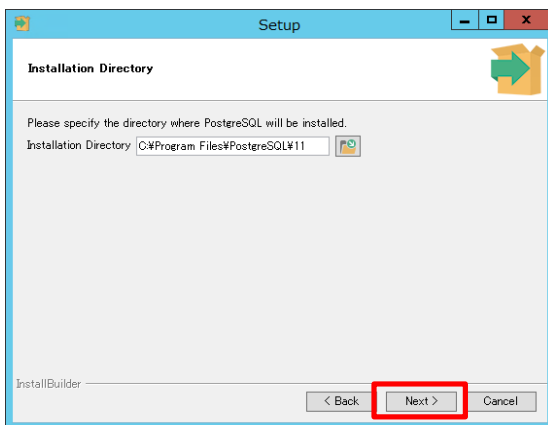 Setup
Installation Directory
Please specify the directory where PostgreSQL will be installed.
Installation Directory C:¥Program Files¥PostgreSQL¥11
InstallBuilder
< Back Next > Cancel